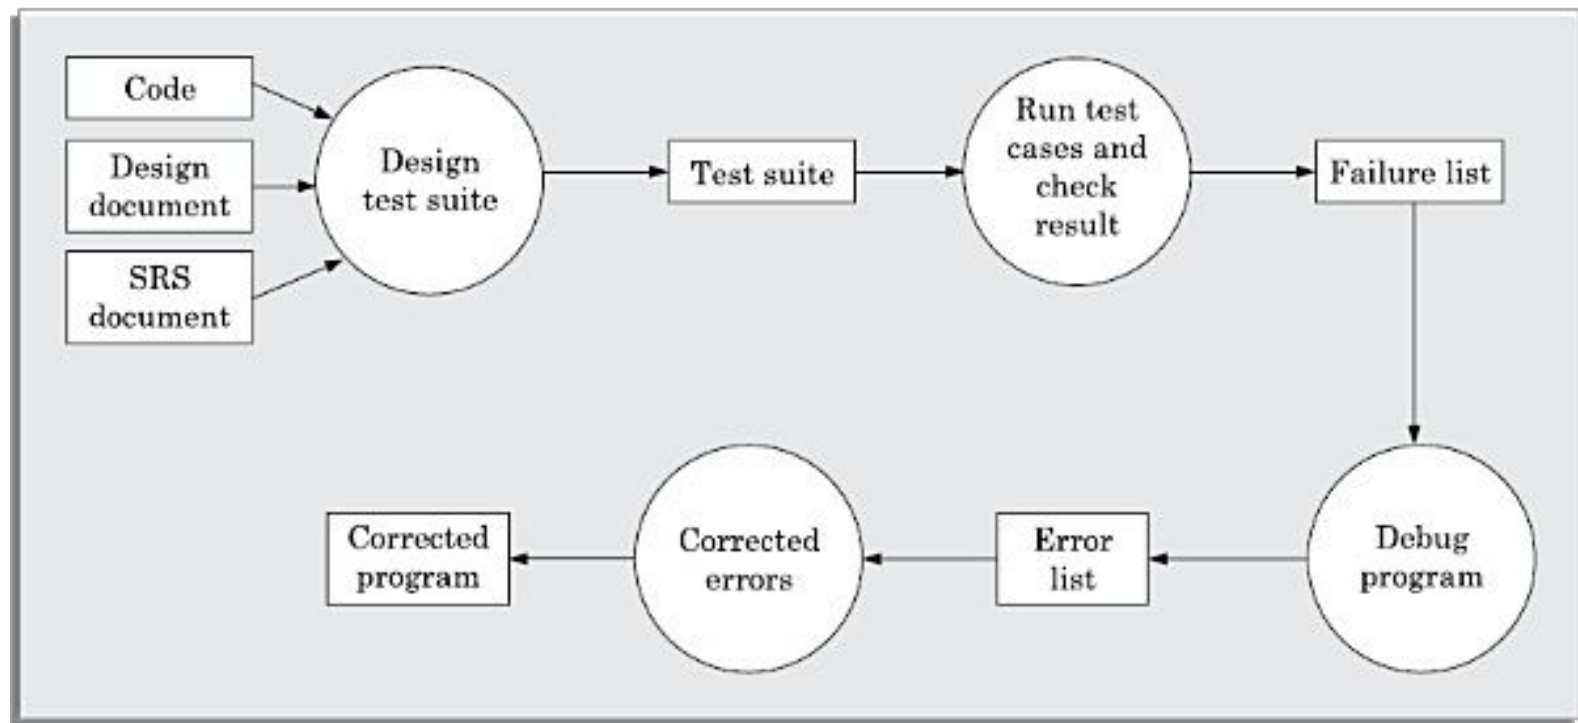 Code
Design
document
SRS
document
Design
test suite
Test suite
Run test
cases and
check
result
Failure list
Debug
program
Error
list
Corrected
errors
Corrected
program